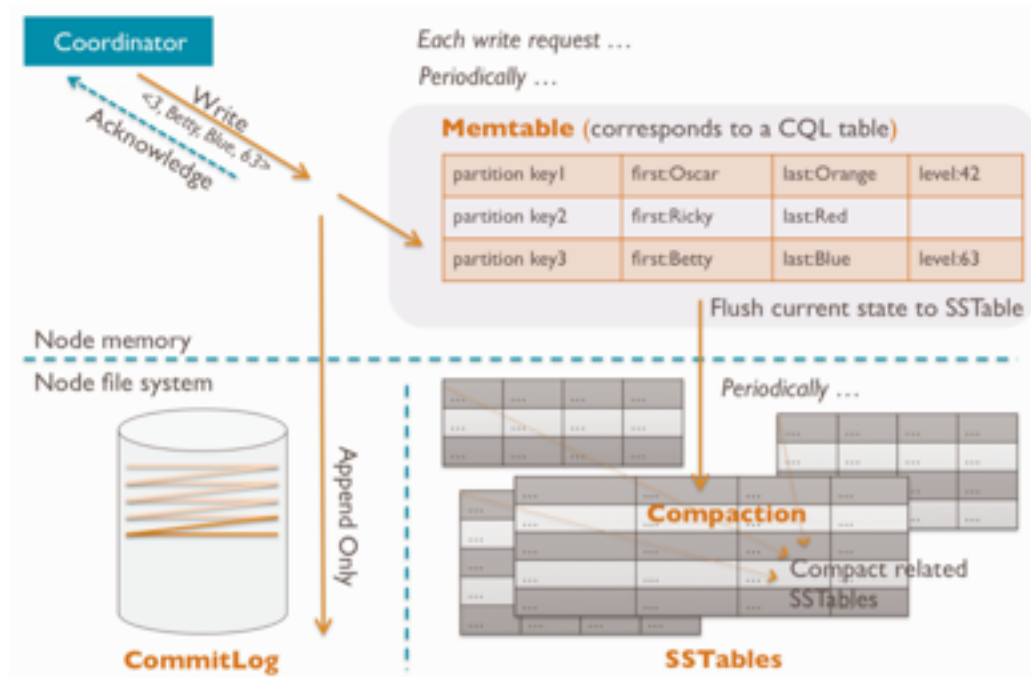 Coordinator
Each write request ...
Periodically ...
Write
<3, Betty, Blue, 63>
Acknowledge
Memtable (corresponds to a CQL table)
partition key1 first:Oscar last:Orange level:42
partition key2 first:Ricky last:Red
partition key3 first:Betty last:Blue level:63
Flush current state to SSTable
Node memory
Node file system
Periodically ...
... ... ... ...
... ... ... ...
... ... ... ...
... ... ... ...
... ... ... ...
... ... ... ...
Append Only
... ... ... ...
Compaction
Compact related
SSTables
CommitLog
SSTables